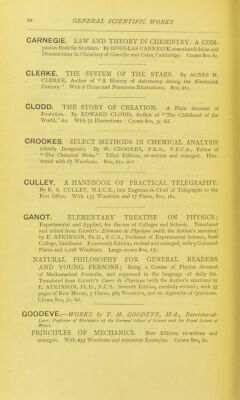 20 GENERAL SCIENTIFIC WORKS
CARNEGIE. LAW AND THEORY IN CHEMISTRY: A COM-
panion Book for Students. By DOUGLAS CARNEGIE, sometime Scholar and
Demonstrator in Chemistry of Gonville and Caius, Cambridge. Crown 8vo, 6s.
CLERKE. THE SYSTEM OF THE STARS. By AGNES M.
CLERKE, Author of "A History of Astronomy during the Nineteenth
Century." With 6 Plates and Numerous Illustrations. 8vo, 21s.
CLODD. THE STORY OF CREATION. A Plain Account of
Evolution. By EDWARD CLODD, Author of "The Childhood of the
World," &c. With 77 Illustrations. Crown 8vo, 3s. 6d.
CROOKES. SELECT METHODS IN CHEMICAL ANALYSIS
(chiefly Inorganic). By W. CROOKES, F.R.S., V.P.C.S., Editor of
"The Chemical News." Third Edition, re-written and enlarged. Illus-
trated with 67 Woodcuts. 8vo, 21s. net.
CULLEY. A HANDBOOK OF PRACTICAL TELEGRAPHY.
By R. S. CULLEY, M.I.C.E., late Engineer-in-Chief of Telegraphs to the
Post Office. With 135 Woodcuts and 17 Plates, 8vo, 16s.
GANOT. ELEMENTARY TREATISE ON PHYSICS;
Experimental and Applied, for the use of Colleges and Schools. Translated
and edited from GANOT'S Éléments de Physique (with the Author's sanction)
by E. ATKINSON, Ph.D., F.C.S., Professor of Experimental Science, Staff
College, Sandhurst. Fourteenth Edition, revised and enlarged, with 9 Coloured
Plates and 1,028 Woodcuts. Large crown 8vo, 15s.
NATURAL PHILOSOPHY FOR GENERAL READERS
AND YOUNG PERSONS; Being a Course of Physics divested
of Mathematical Formulæ, and expressed in the language of daily life.
Translated from GANOT'S Cours de Physique (with the Author's sanction) by
E. ATKINSON, Ph.D., F.C.S. Seventh Edition, carefully revised; with 37
pages of New Matter, 7 Plates, 569 Woodcuts, and an Appendix of Questions.
Crown 8vo, 7s. 6d.
GOODEVE.—WORKS by T. M. GOODEVE, M.A., Barrister-at-
Law; Professor of Mechanics at the Normal School of Science and the Royal School of
Mines.
PRINCIPLES OF MECHANICS. New Edition, re-written and
enlarged. With 253 Woodcuts and numerous Examples. Crown 8vo, 6s.